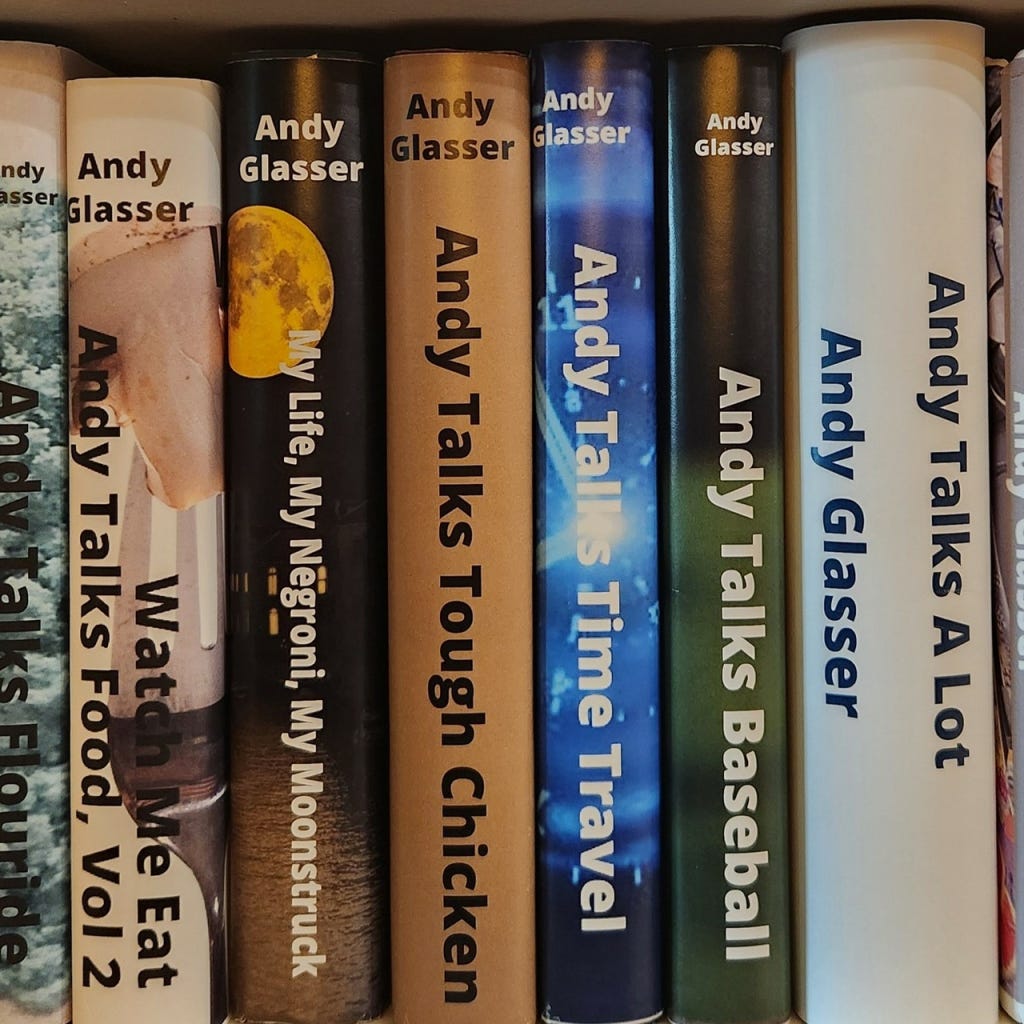 Andy Talks Flouride
Andy
Glasser
Andy Talks Food, Vol 2
Watch Me Eat
Andy
Glasser
My Life, My Negroni, My Moonstruck
Andy
Glasser
Andy Talks Tough Chicken
Andy
Glasser
Andy Talks Time Travel
Andy
Glasser
Andy Talks Baseball
Andy Glasser
Andy Talks A Lot
Andy Glasser